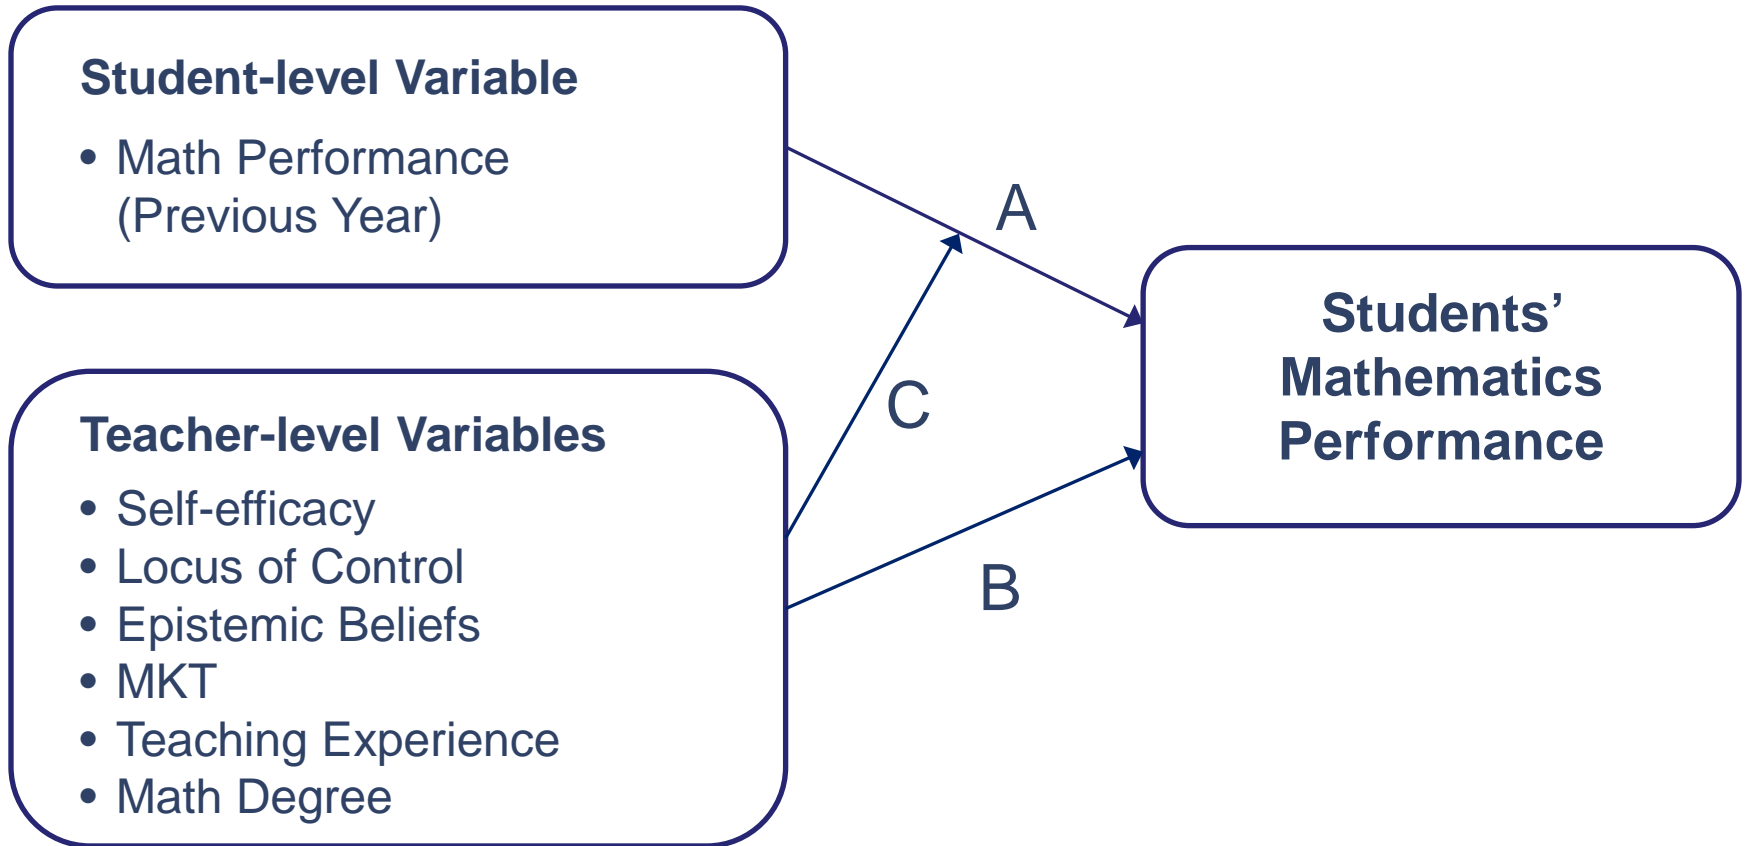 Student-level Variable
• Math Performance
(Previous Year)
A
Students’
Mathematics
Performance
C
Teacher-level Variables
• Self-efficacy
• Locus of Control
• Epistemic Beliefs
• MKT
• Teaching Experience
• Math Degree
B